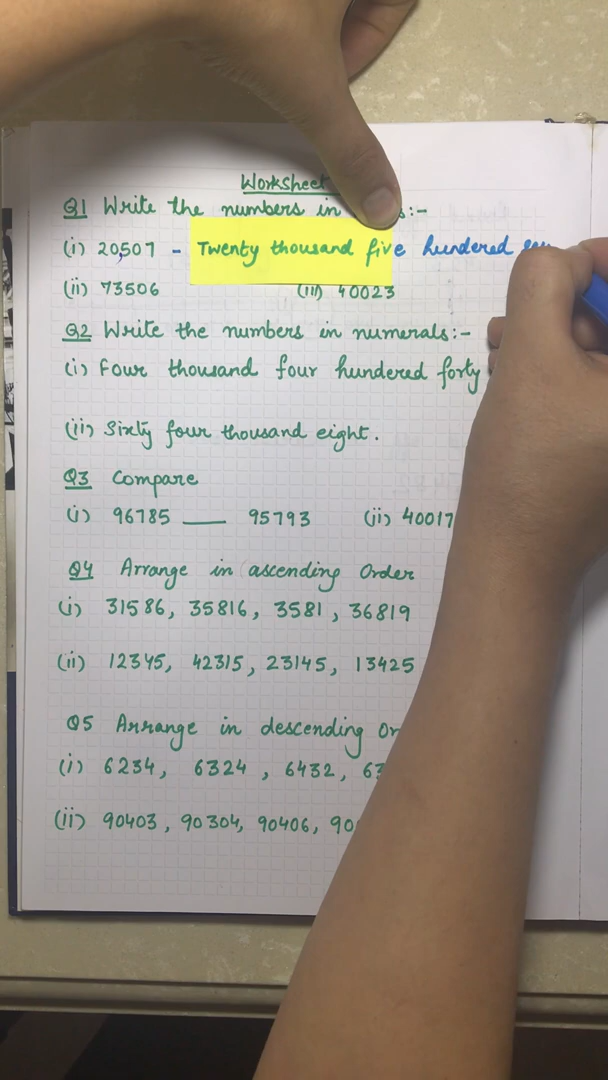 Worksheet
Q1 Write the numbers in :-
(i) 20,507 - Twenty thousand five hundered
(ii) 73506 (iii) 40023
Q2 Write the numbers in numerals:-
(i) Four thousand four hundered forty
(ii) Sixty four thousand eight.
Q3 Compare
(i) 96785 ___ 95793 (ii) 40017
Q4 Arrange in ascending Order
(i) 31586, 35816, 3581, 36819
(ii) 12345, 42315, 23145, 13425
Q5 Arrange in descending
(i) 6234, 6324, 6432,
(ii) 90403, 90304, 90406,